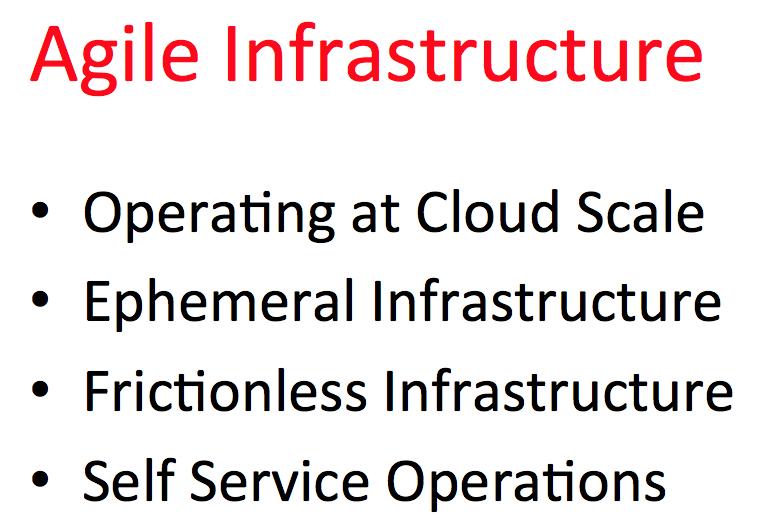 Agile Infrastructure
• Operating at Cloud Scale
• Ephemeral Infrastructure
• Frictionless Infrastructure
• Self Service Operations